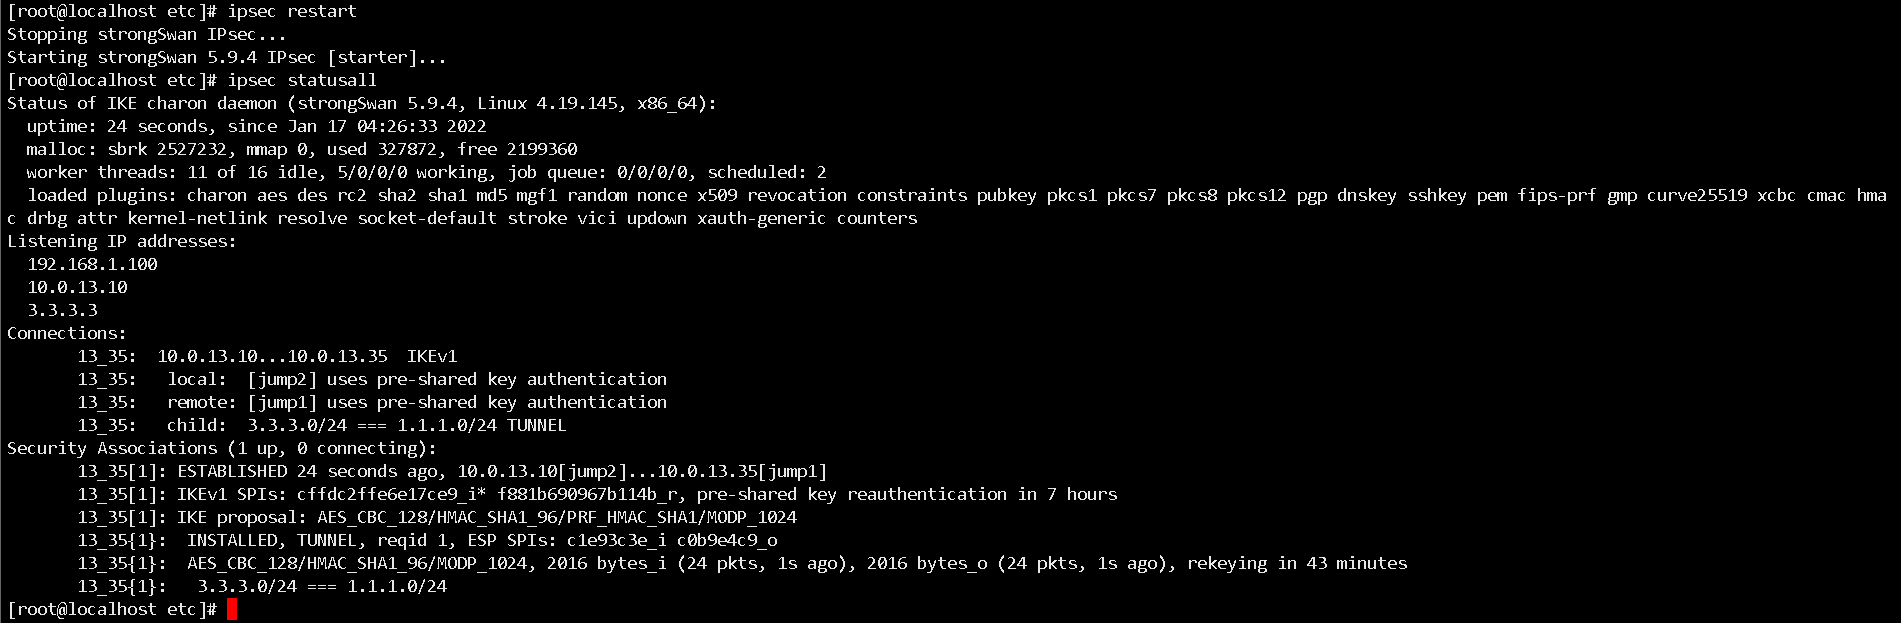 [root@localhost etc]# ipsec restart
Stopping strongSwan IPsec...
Starting strongSwan 5.9.4 IPsec [starter]...
[root@localhost etc]# ipsec statusall
Status of IKE charon daemon (strongSwan 5.9.4, Linux 4.19.145, x86_64):
  uptime: 24 seconds, since Jan 17 04:26:33 2022
  malloc: sbrk 2527232, mmap 0, used 327872, free 2199360
  worker threads: 11 of 16 idle, 5/0/0/0 working, job queue: 0/0/0/0, scheduled: 2
  loaded plugins: charon aes des rc2 sha2 sha1 md5 mgf1 random nonce x509 revocation constraints pubkey pkcs1 pkcs7 pkcs8 pkcs12 pgp dnskey sshkey pem fips-prf gmp curve25519 xcbc cmac hma
c drbg attr kernel-netlink resolve socket-default stroke vici updown xauth-generic counters
Listening IP addresses:
  192.168.1.100
  10.0.13.10
  3.3.3.3
Connections:
       13_35:  10.0.13.10...10.0.13.35  IKEv1
       13_35:   local:  [jump2] uses pre-shared key authentication
       13_35:   remote: [jump1] uses pre-shared key authentication
       13_35:   child:  3.3.3.0/24 === 1.1.1.0/24 TUNNEL
Security Associations (1 up, 0 connecting):
       13_35[1]: ESTABLISHED 24 seconds ago, 10.0.13.10[jump2]...10.0.13.35[jump1]
       13_35[1]: IKEv1 SPIs: cffdc2ffe6e17ce9_i* f881b690967b114b_r, pre-shared key reauthentication in 7 hours
       13_35[1]: IKE proposal: AES_CBC_128/HMAC_SHA1_96/PRF_HMAC_SHA1/MODP_1024
       13_35{1}:  INSTALLED, TUNNEL, reqid 1, ESP SPIs: c1e93c3e_i c0b9e4c9_o
       13_35{1}:  AES_CBC_128/HMAC_SHA1_96/MODP_1024, 2016 bytes_i (24 pkts, 1s ago), 2016 bytes_o (24 pkts, 1s ago), rekeying in 43 minutes
       13_35{1}:   3.3.3.0/24 === 1.1.1.0/24
[root@localhost etc]#